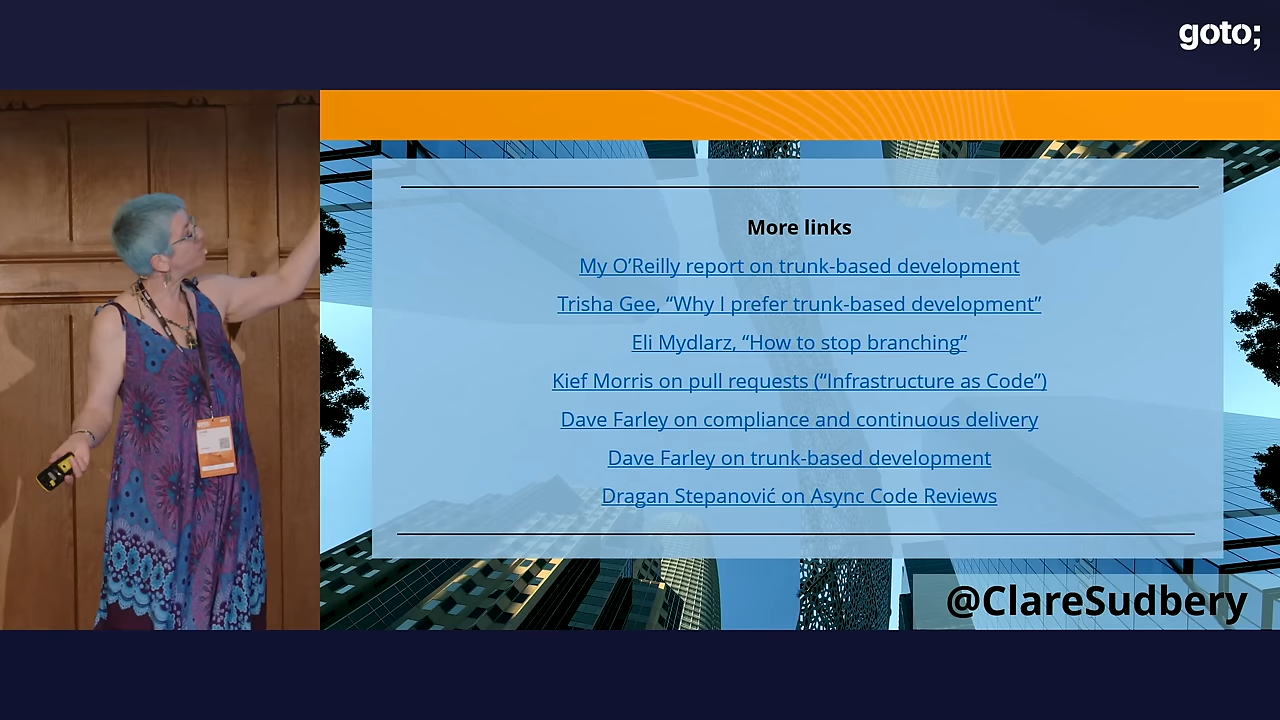 goto;
More links
My O’Reilly report on trunk-based development
Trisha Gee, “Why I prefer trunk-based development”
Eli Mydlarz, “How to stop branching”
Kief Morris on pull requests (“Infrastructure as Code”)
Dave Farley on compliance and continuous delivery
Dave Farley on trunk-based development
Dragan Stepanović on Async Code Reviews
@ClareSudbery